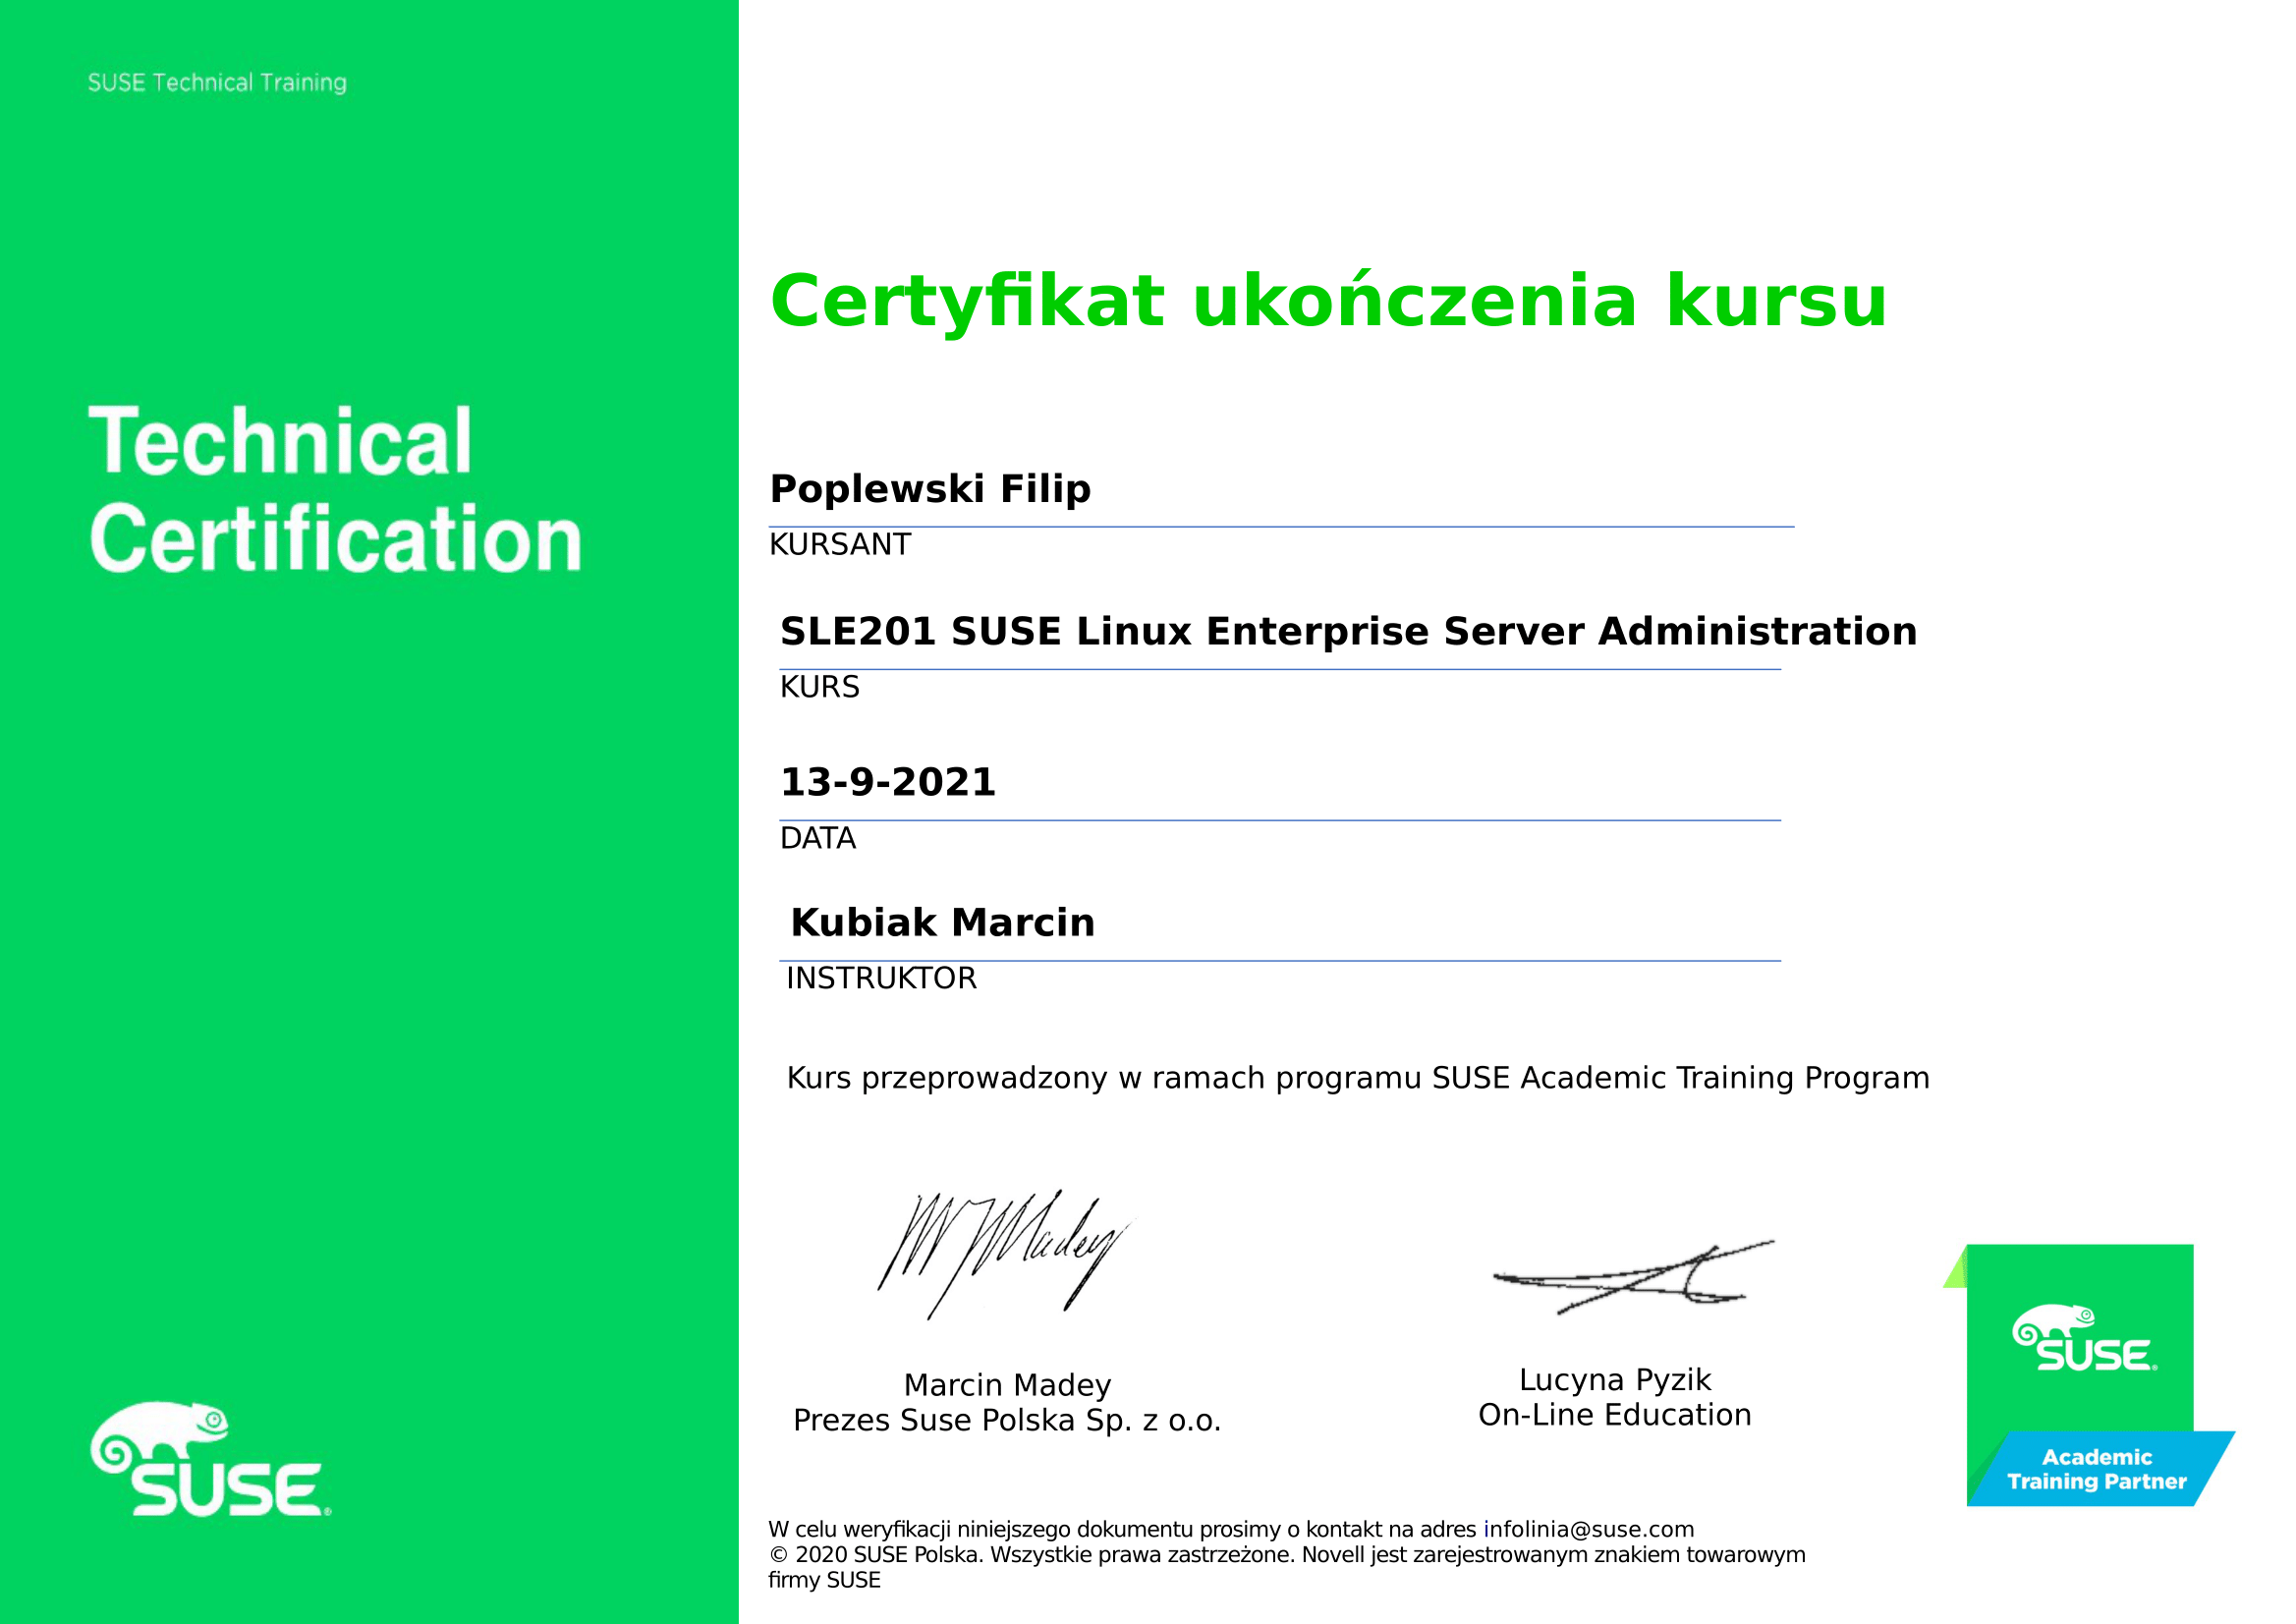 SUSE Technical Training
Technical
Certification
SUSE®
Certyfikat ukończenia kursu
Poplewski Filip
KURSANT
SLE201 SUSE Linux Enterprise Server Administration
KURS
13-9-2021
DATA
Kubiak Marcin
INSTRUKTOR
Kurs przeprowadzony w ramach programu SUSE Academic Training Program
M Madey
Marcin Madey
Prezes Suse Polska Sp. z o.o.
Lucyna Pyzik
On-Line Education
SUSE®
Academic
Training Partner
W celu weryfikacji niniejszego dokumentu prosimy o kontakt na adres infolinia@suse.com
© 2020 SUSE Polska. Wszystkie prawa zastrzeżone. Novell jest zarejestrowanym znakiem towarowym
firmy SUSE